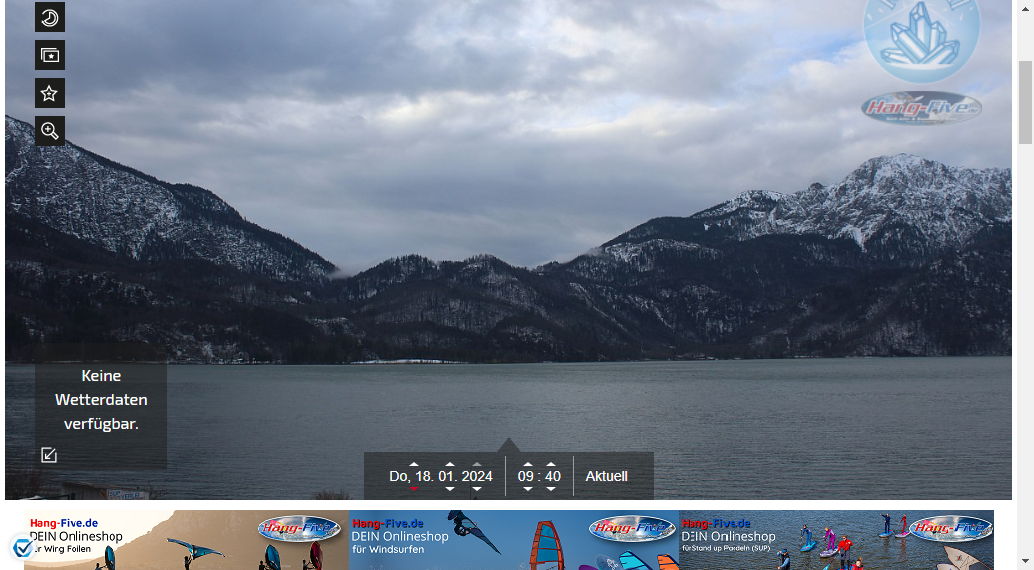 Hang-Five.de
Keine
Wetterdaten
verfügbar.
Do, 18. 01. 2024
09 : 40
Aktuell
Hang-Five.de
DEIN Onlineshop
für Wing Foilen
Hang-Five
Hang-Five.de
DEIN Onlineshop
für Windsurfen
Hang-Five
Hang-Five.de
DEIN Onlineshop
für Stand up Paddeln (SUP)
Hang-Five